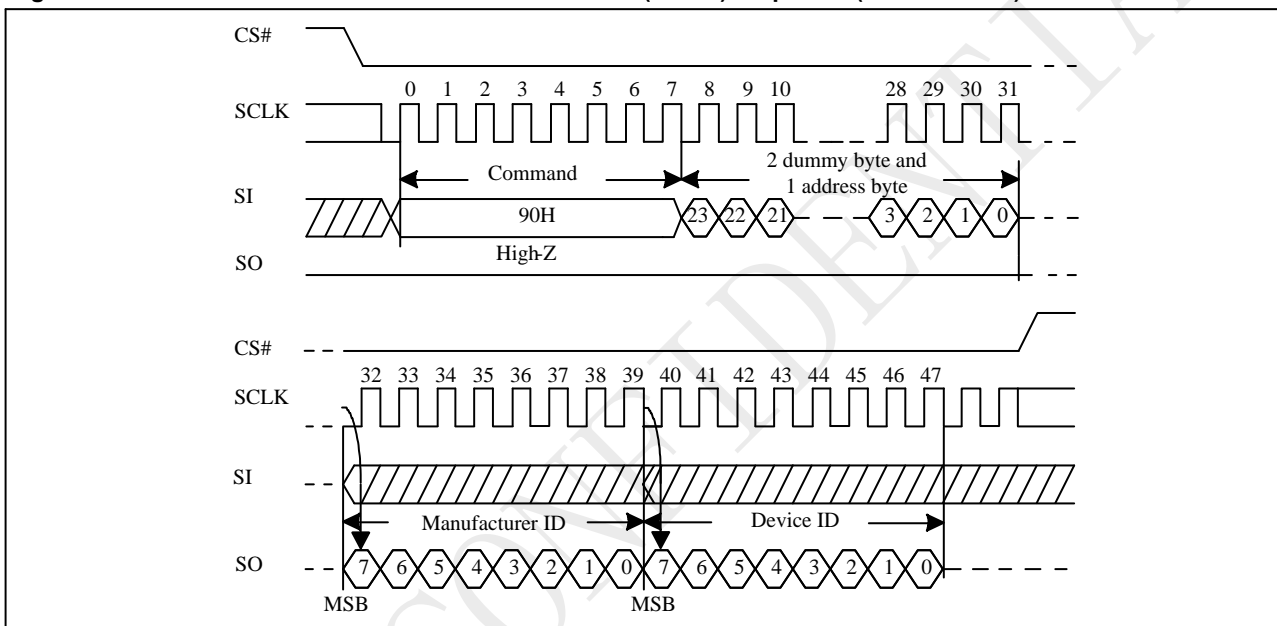 CS#
0 1 2 3 4 5 6 7 8 9 10 28 29 30 31
SCLK
Command
2 dummy byte and
1 address byte
SI
90H
23 22 21 3 2 1 0
High-Z
SO
CS#
32 33 34 35 36 37 38 39 40 41 42 43 44 45 46 47
SCLK
SI
Manufacturer ID Device ID
SO
7 6 5 4 3 2 1 0 7 6 5 4 3 2 1 0
MSB MSB